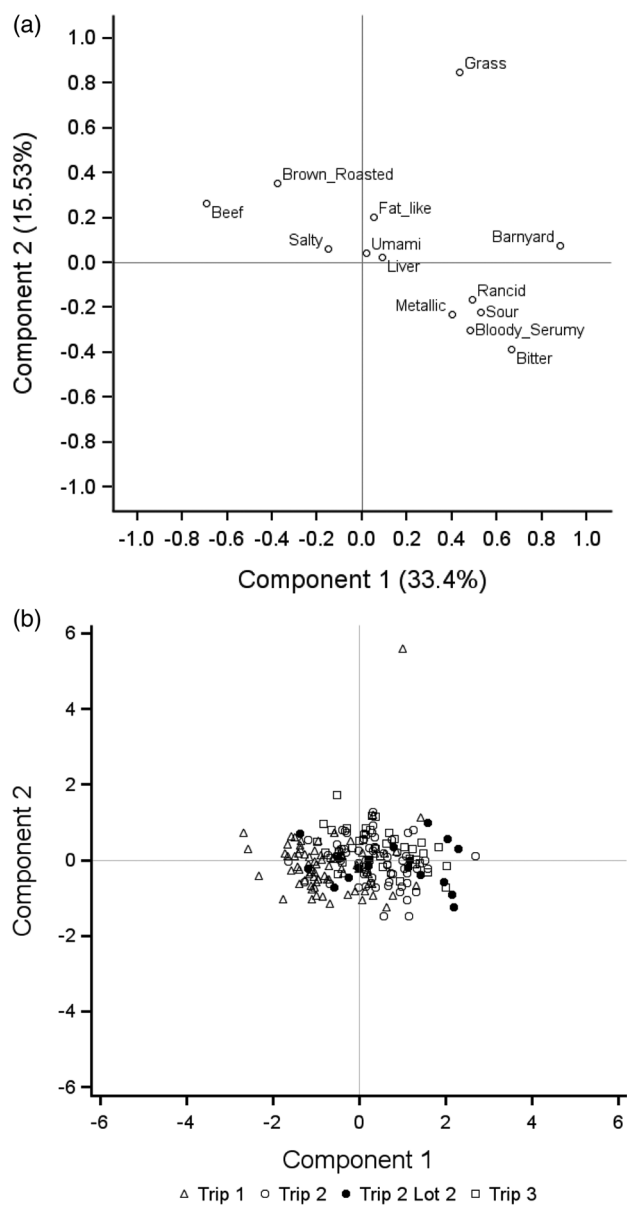 (a)
Component 2 (15.53%)
1.0
0.8
0.6
0.4
0.2
0.0
-0.2
-0.4
-0.6
-0.8
-1.0
Grass
Brown_Roasted
Beef
Fat_like
Salty
Umami
Barnyard
Liver
Rancid
Metallic
Sour
Bloody_Serumy
Bitter
-1.0 -0.8 -0.6 -0.4 -0.2 0.0 0.2 0.4 0.6 0.8 1.0
Component 1 (33.4%)
(b)
Component 2
6
4
2
0
-2
-4
-6
-6 -4 -2 0 2 4 6
Component 1
△ Trip 1 ○ Trip 2 ● Trip 2 Lot 2 □ Trip 3